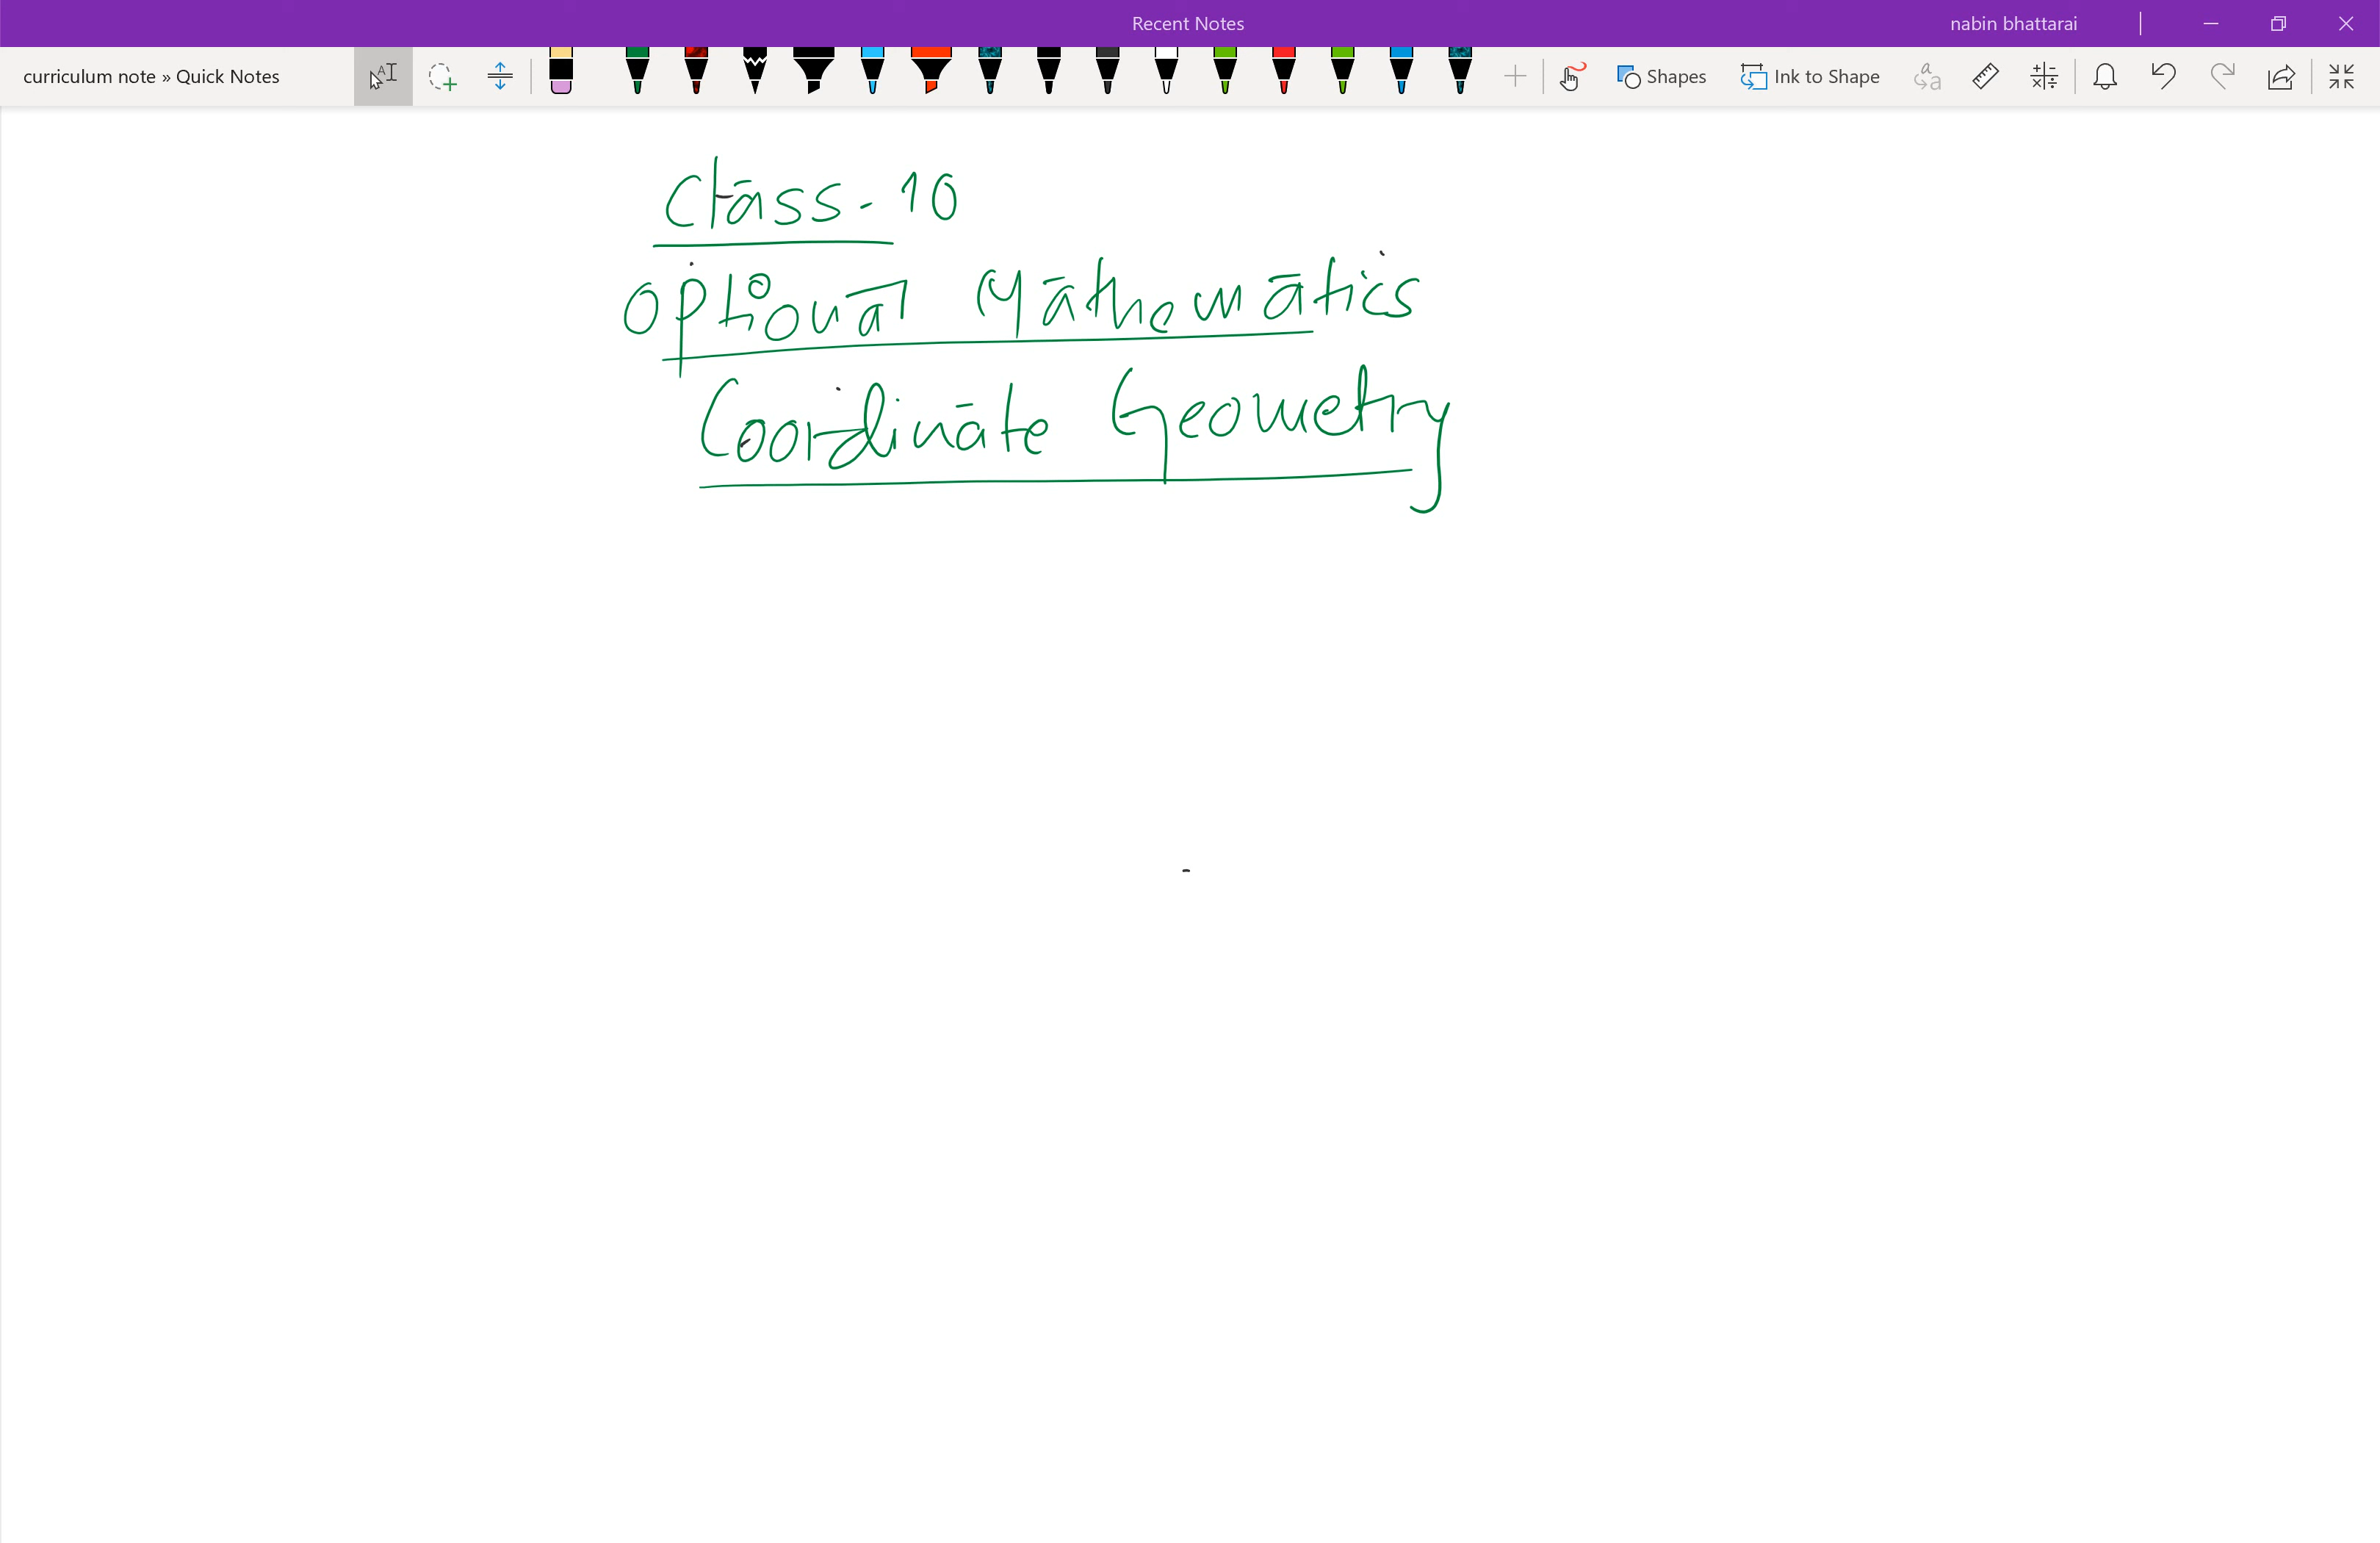 Recent Notes
nabin bhattarai
curriculum note » Quick Notes
Shapes
Ink to Shape
Class-10
Optional Mathematics
Coordinate Geometry